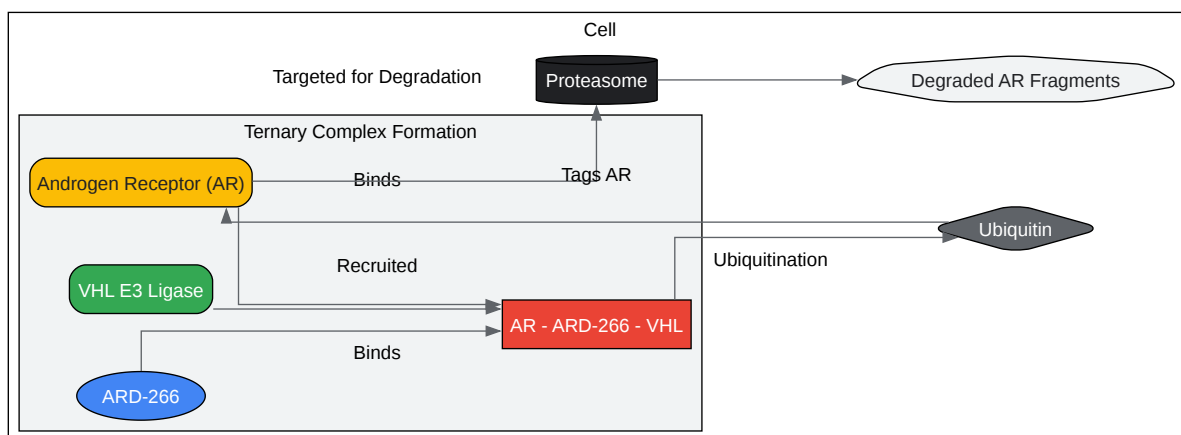 Cell
Targeted for Degradation
Proteasome
Degraded AR Fragments
Ternary Complex Formation
Androgen Receptor (AR)
Binds
Tags AR
Ubiquitin
Recruited
Ubiquitination
VHL E3 Ligase
AR - ARD-266 - VHL
Binds
ARD-266